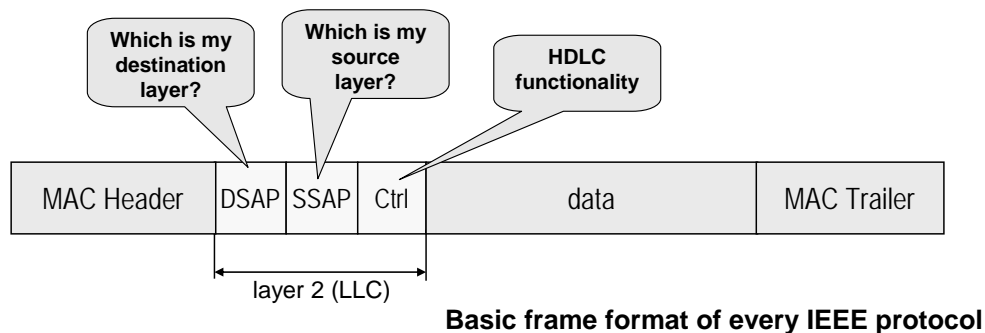 Which is my
destination
layer?
Which is my
source
layer?
HDLC
functionality
MAC Header
DSAP
SSAP
Ctrl
data
MAC Trailer
layer 2 (LLC)
Basic frame format of every IEEE protocol